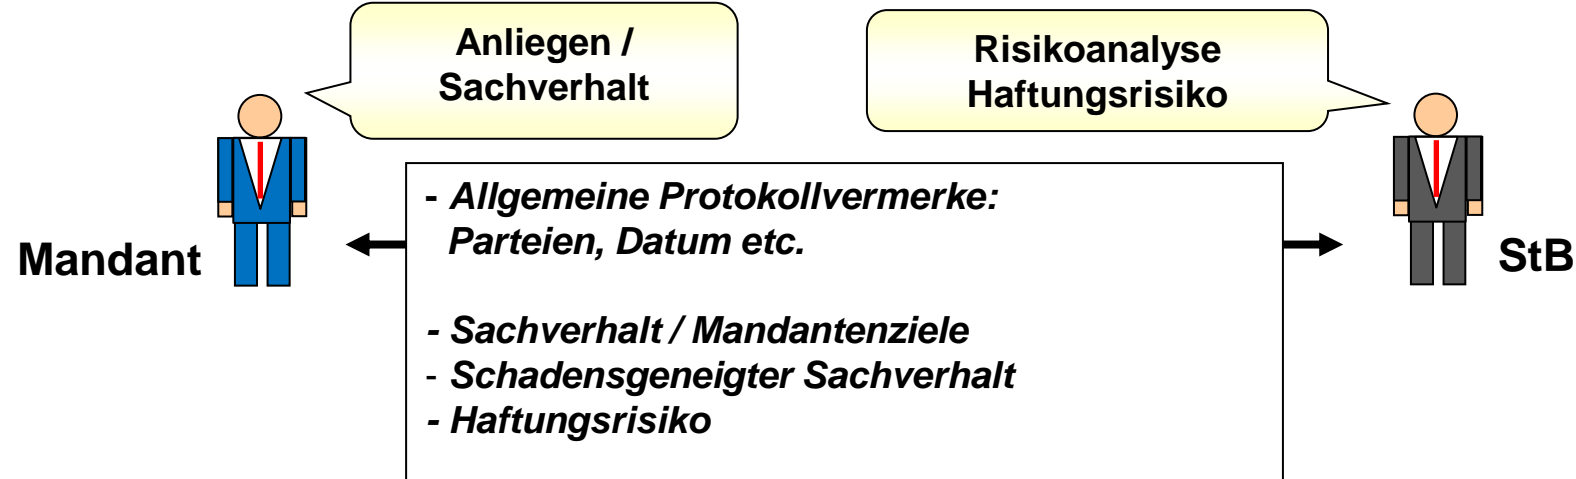 Anliegen /
Sachverhalt
Risikoanalyse
Haftungsrisiko
Mandant
StB
- Allgemeine Protokollvermerke:
Parteien, Datum etc.
- Sachverhalt / Mandantenziele
- Schadensgeneigter Sachverhalt
- Haftungsrisiko